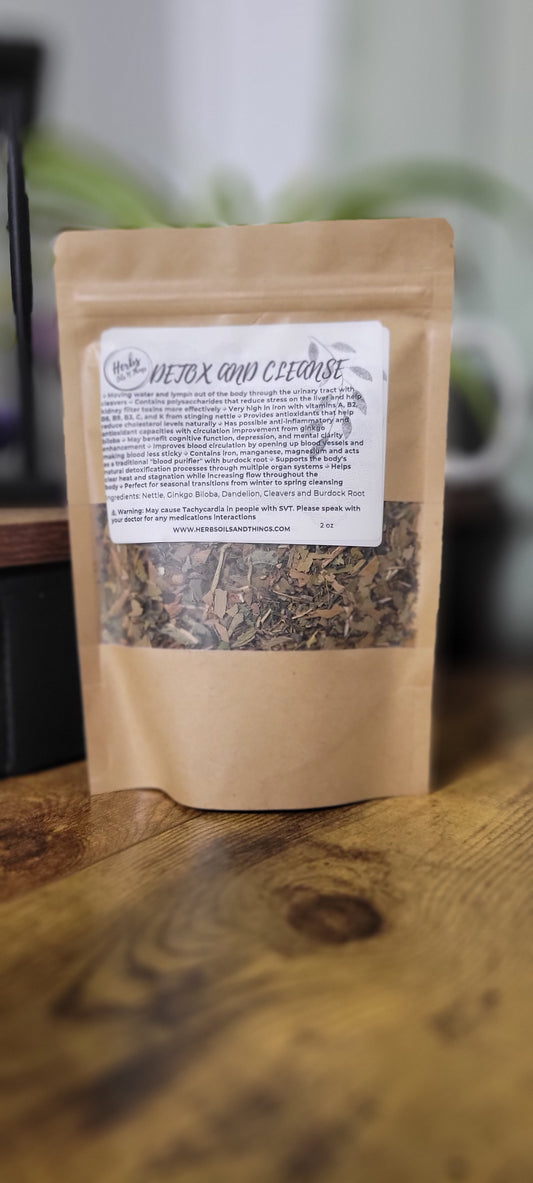 Herbs
Oils N Things
DETOX AND CLEANSE
Moving water and lymph out of the body through the urinary tract with
cleavers ✧ Contains polysaccharides that reduce stress on the liver and help
kidney filter toxins more effectively ✧ Very high in iron with vitamins A, B2,
B6, B9, B3, C, and K from stinging nettle ✧ Provides antioxidants that help
reduce cholesterol levels naturally ✧ Has possible anti-inflammatory and
antioxidant capacities with circulation improvement from ginkgo
biloba ✧ May benefit cognitive function, depression, and mental clarity
enhancement ✧ Improves blood circulation by opening up blood vessels and
making blood less sticky ✧ Contains iron, manganese, magnesium and acts
as a traditional "blood purifier" with burdock root ✧ Supports the body's
natural detoxification processes through multiple organ systems ✧ Helps
clear heat and stagnation while increasing flow throughout the
body ✧ Perfect for seasonal transitions from winter to spring cleansing
Ingredients: Nettle, Ginkgo Biloba, Dandelion, Cleavers and Burdock Root
⚠ Warning: May cause Tachycardia in people with SVT. Please speak with
your doctor for any medications interactions
WWW.HERBSOILSANDTHINGS.COM 2 oz